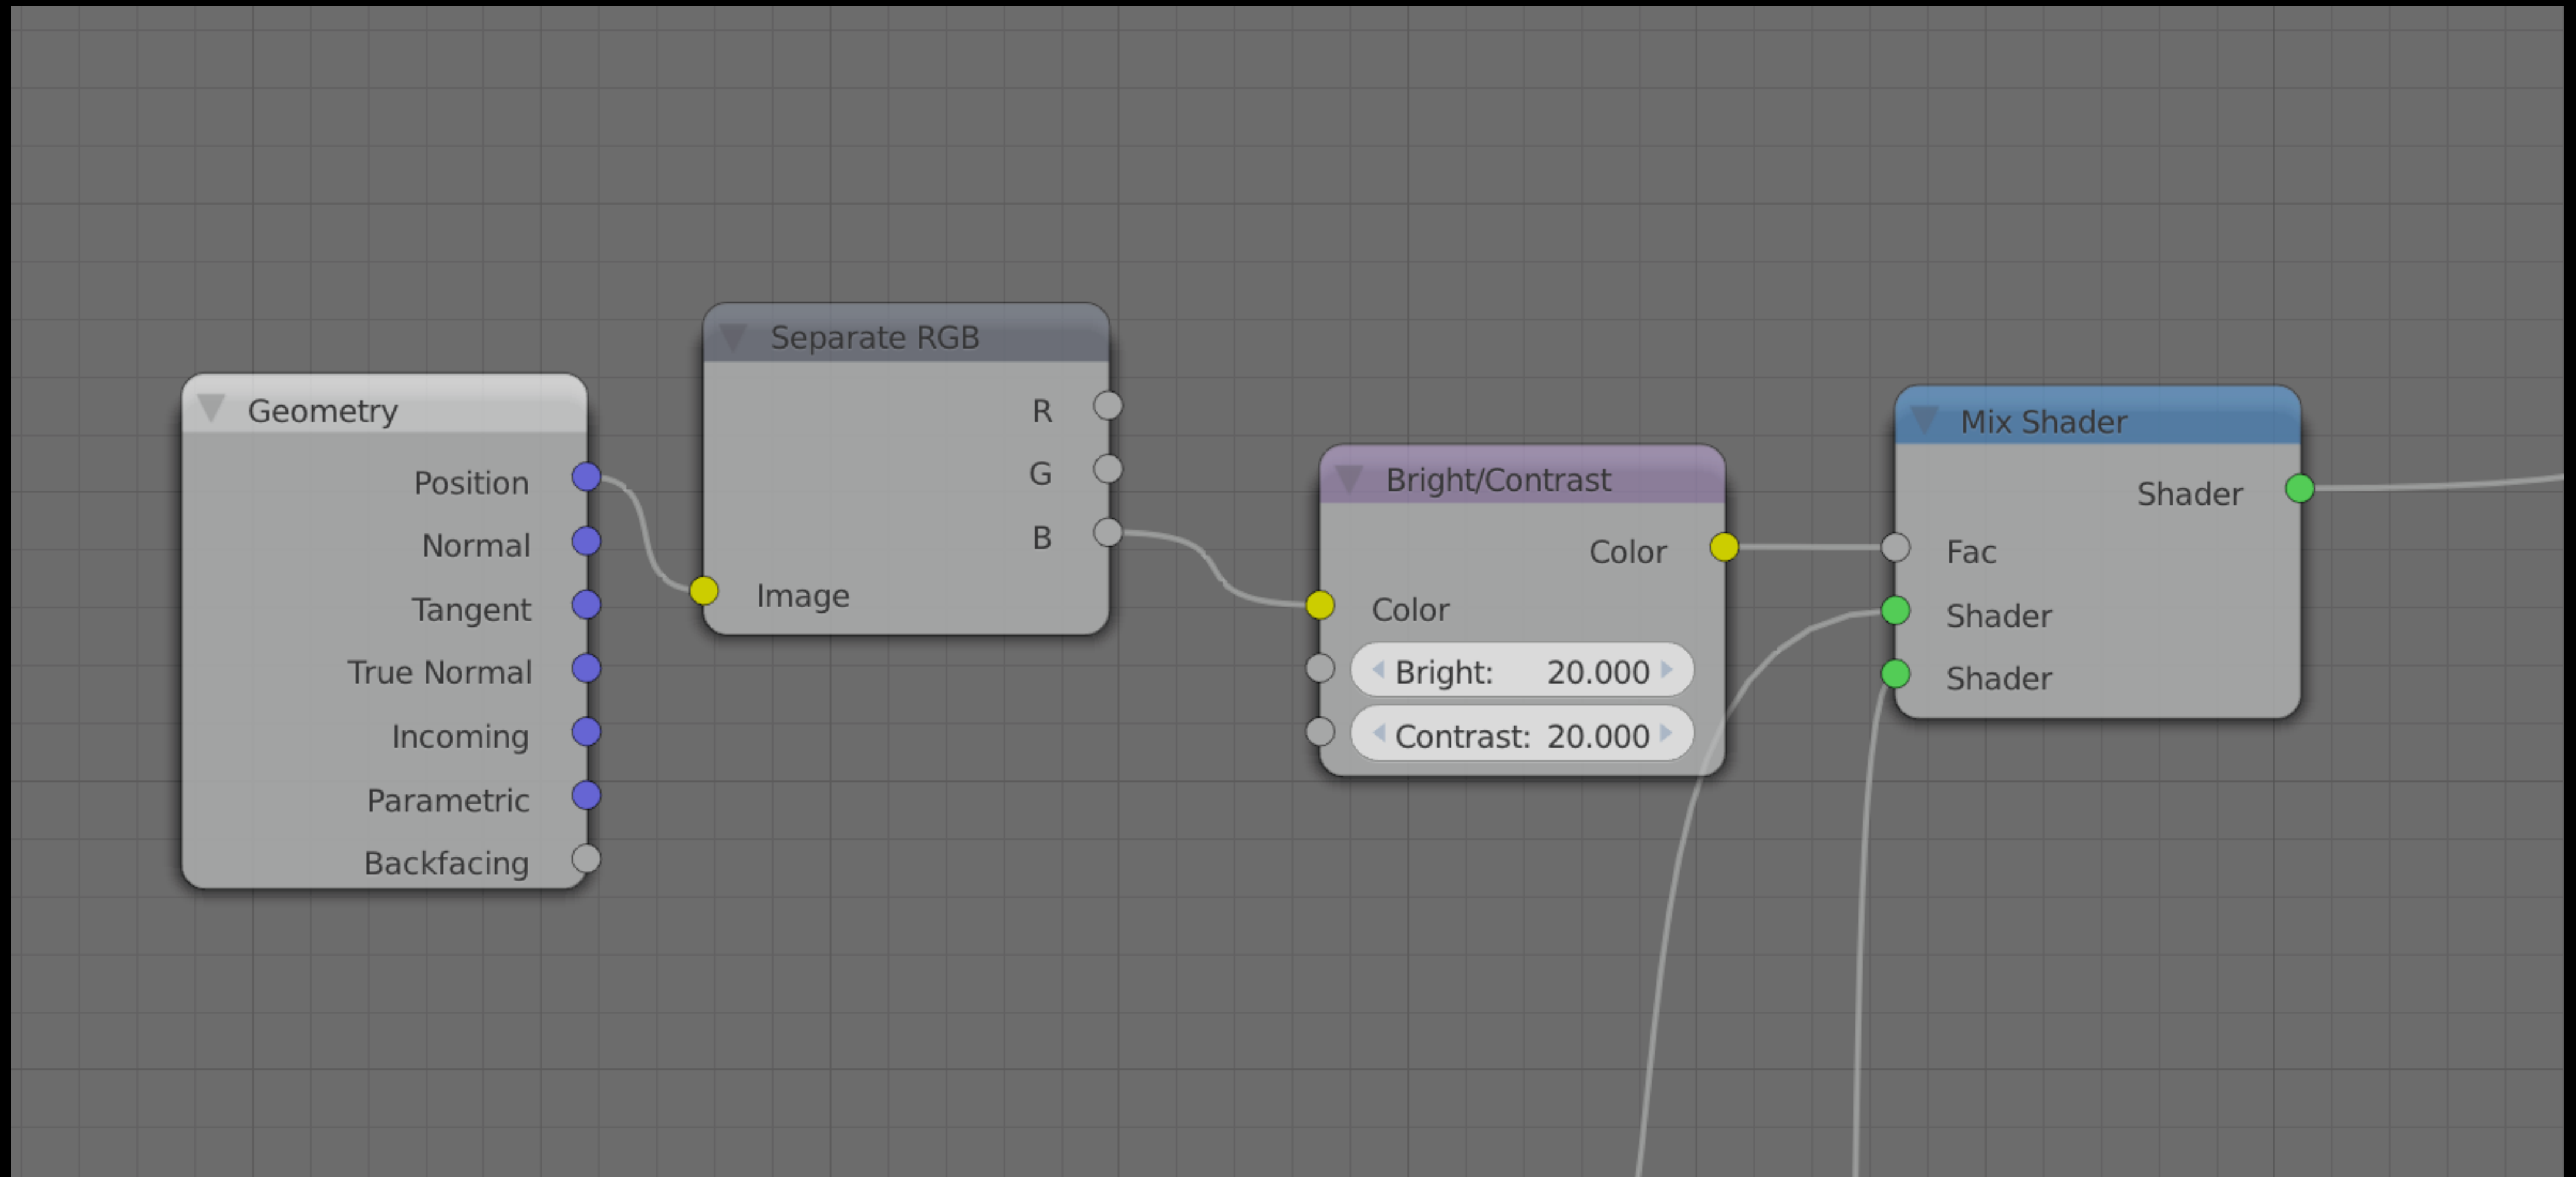 Geometry
Position
Normal
Tangent
True Normal
Incoming
Parametric
Backfacing
Separate RGB
R
G
B
Image
Bright/Contrast
Color
Color
Bright: 20.000
Contrast: 20.000
Mix Shader
Shader
Fac
Shader
Shader